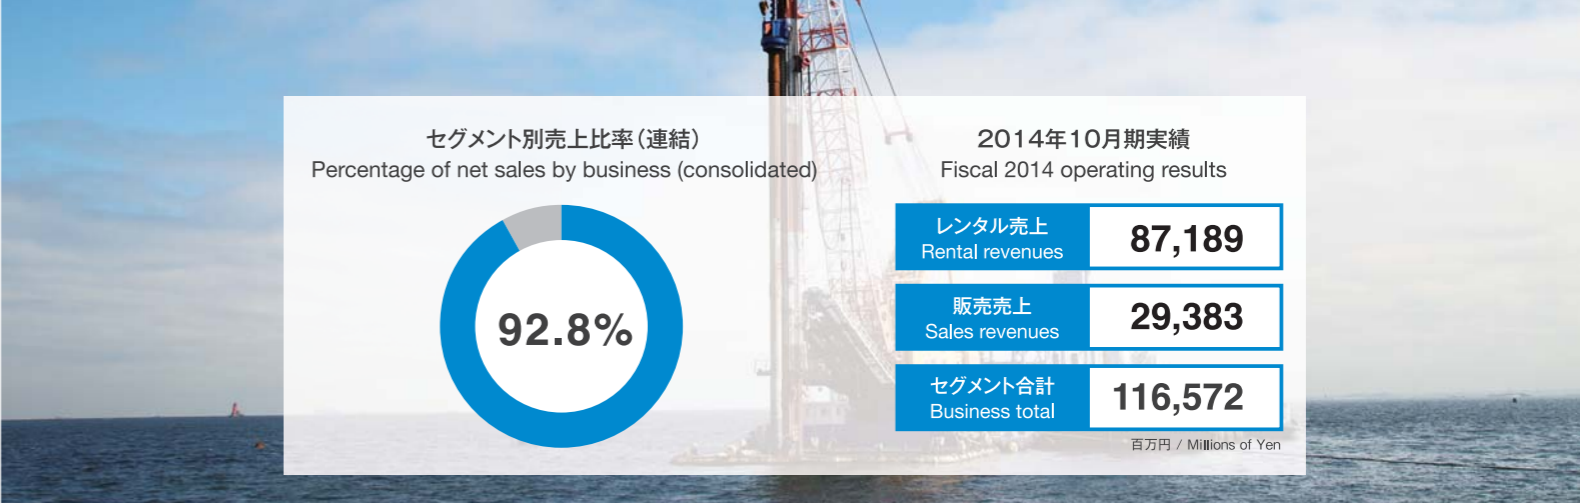 セグメント別売上比率（連結）
Percentage of net sales by business (consolidated)
92.8%
2014年10月期実績
Fiscal 2014 operating results
レンタル売上
Rental revenues
87,189
販売売上
Sales revenues
29,383
セグメント合計
Business total
116,572
百万円 / Millions of Yen